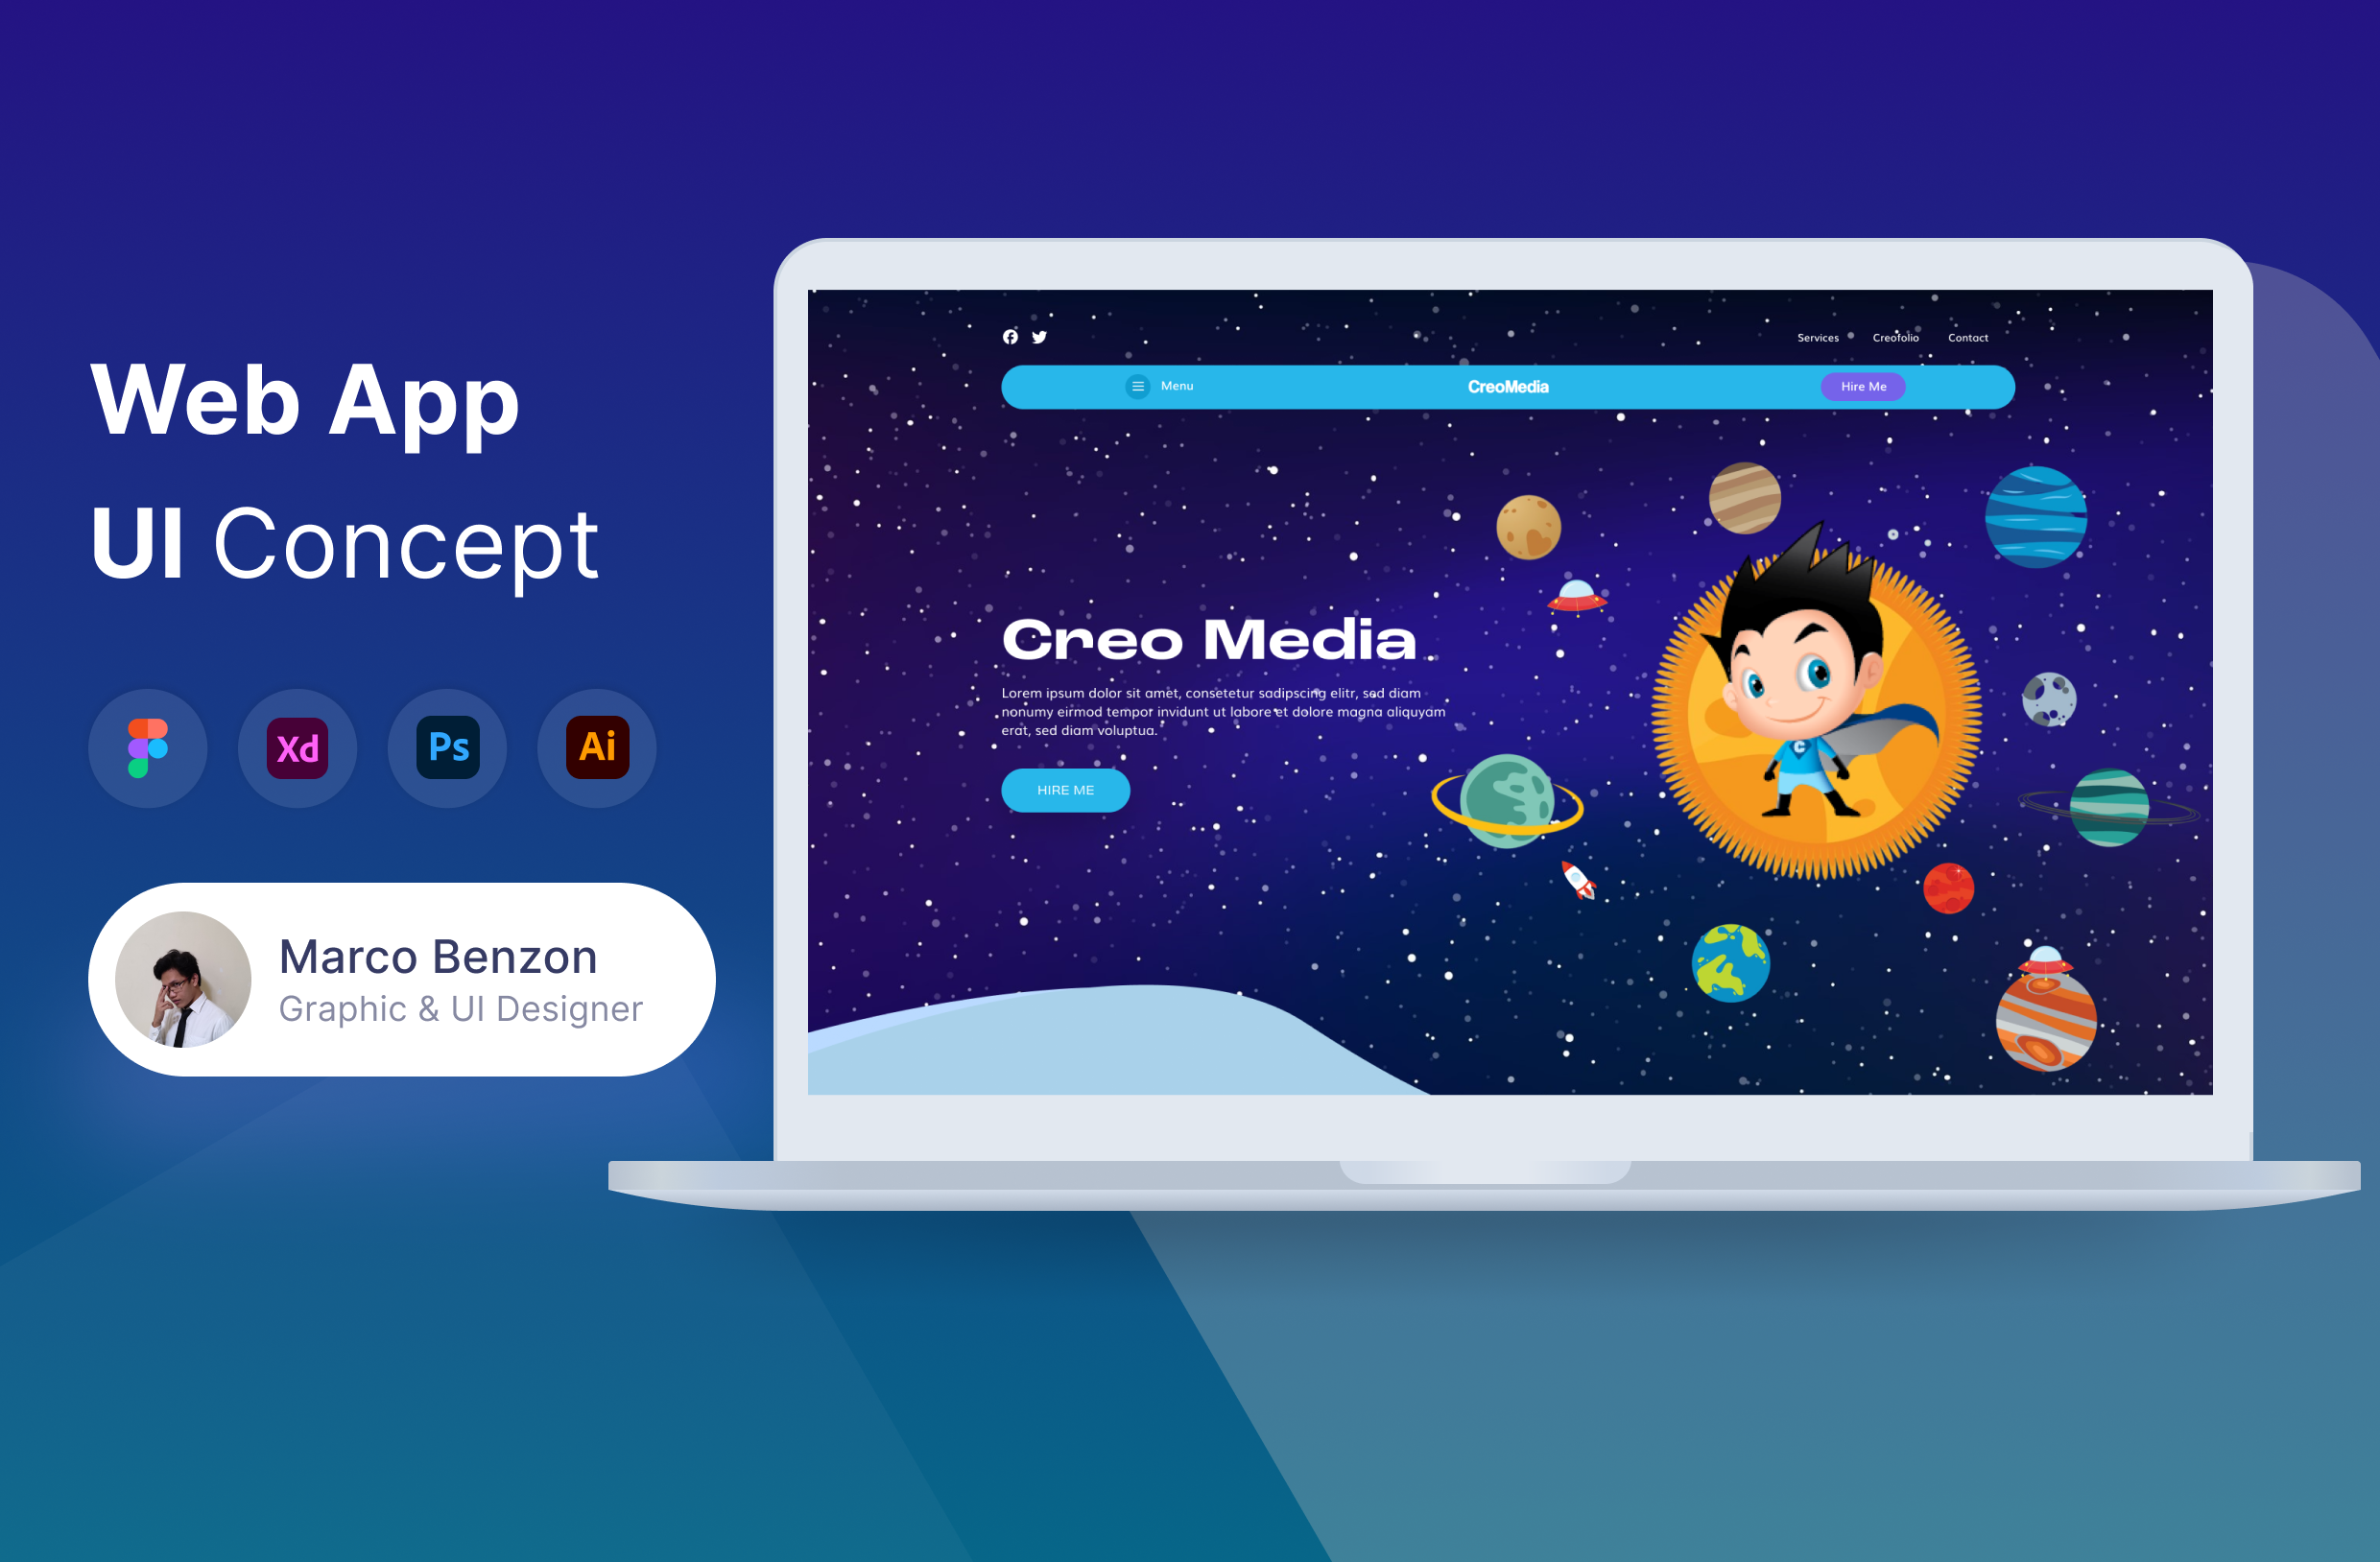 Web App
UI Concept
Xd
Ps
Ai
Marco Benzon
Graphic & UI Designer
Services
Creofolio
Contact
Menu
CreoMedia
Hire Me
Creo Media
Lorem ipsum dolor sit amet, consetetur sadipscing elitr, sed diam
nonumy eirmod tempor invidunt ut labore et dolore magna aliquyam
erat, sed diam voluptua.
HIRE ME
C